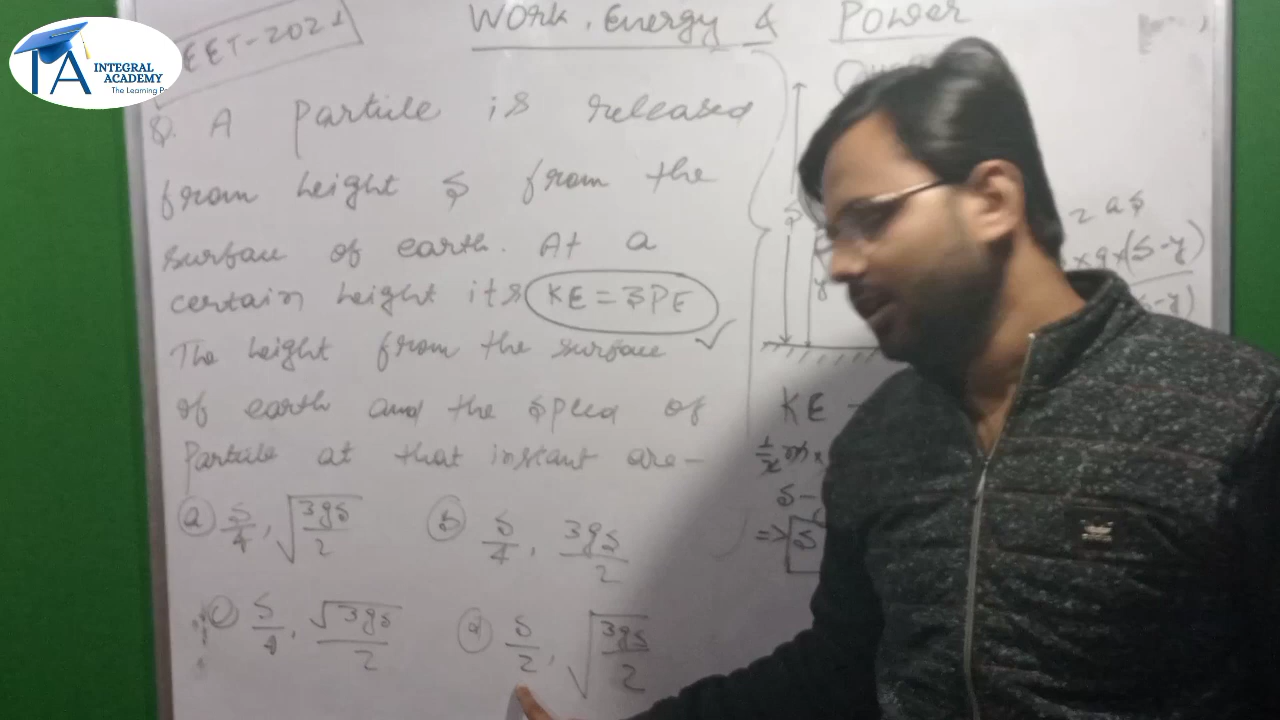 INTEGRAL
ACADEMY
EET-2021
Work, Energy & Power
Q. A Particle is released
from height S from the
surface of earth. At a
certain height its KE = 3PE
The height from the surface
of earth and the speed of
Particle at that instant are -
(a) S/4, √(3gs/2) (b) S/4, 3gs/2
(c) S/4, √3gs/2 (d) S/2, √(3gs/2)
S
y
2 as
× g × (S-y)
KE -
S -
=> S